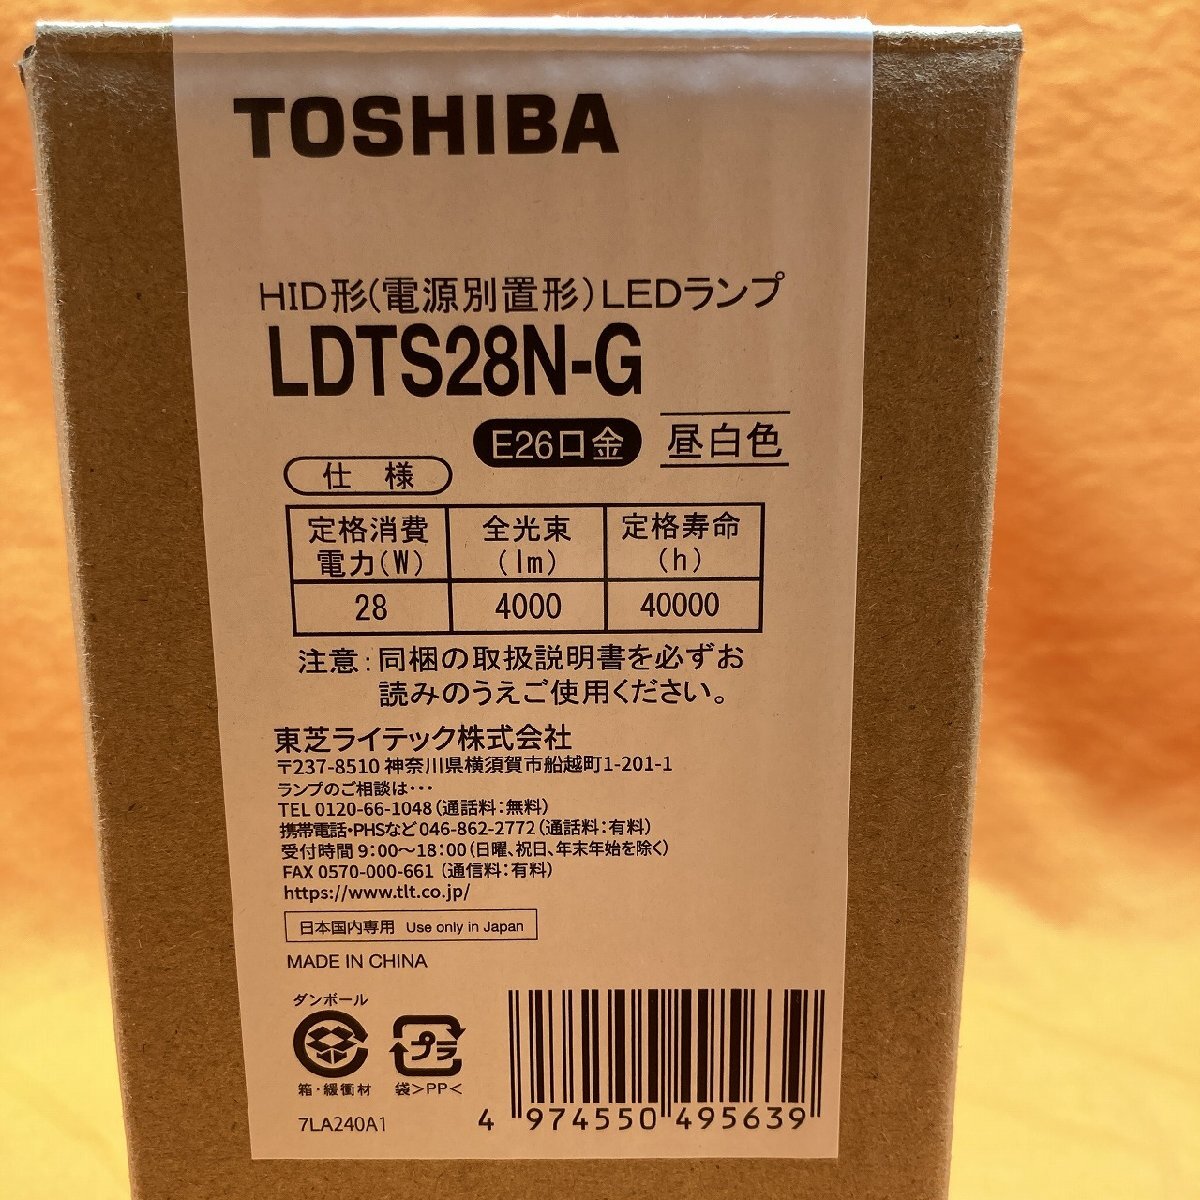 TOSHIBA
HID形(電源別置形)LEDランプ
LDTS28N-G
E26口金 昼白色
仕様
定格消費電力(W) 全光束(lm) 定格寿命(h)
28 4000 40000
注意:同梱の取扱説明書を必ずお
読みのうえご使用ください。
東芝ライテック株式会社
〒237-8510 神奈川県横須賀市船越町1-201-1
ランプのご相談は・・・
TEL 0120-66-1048(通話料:無料)
携帯電話・PHSなど 046-862-2772(通話料:有料)
受付時間 9:00〜18:00(日曜、祝日、年末年始を除く)
FAX 0570-000-661 (通信料:有料)
https://www.tlt.co.jp/
日本国内専用 Use only in Japan
MADE IN CHINA
ダンボール
プラ
箱・緩衝材 袋>PP<
7LA240A1
4 974550 495639